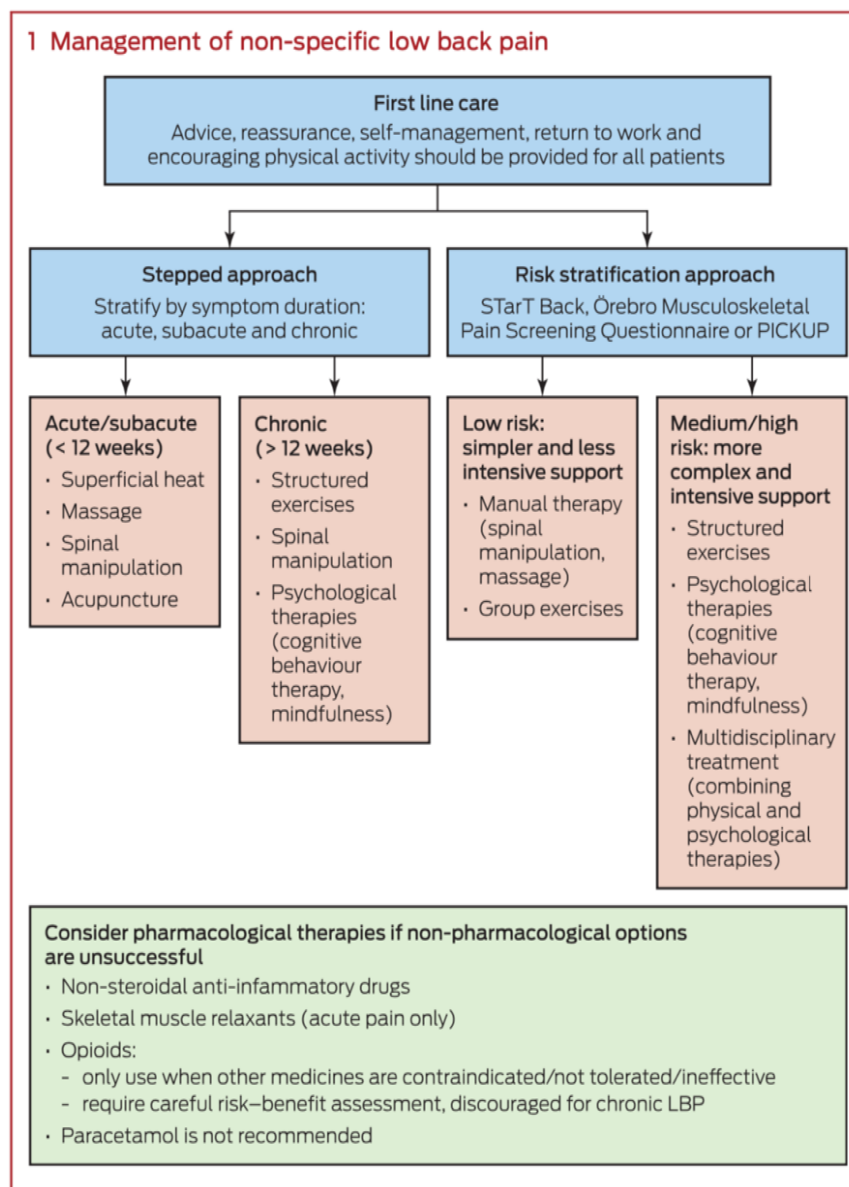 1 Management of non-specific low back pain
First line care
Advice, reassurance, self-management, return to work and
encouraging physical activity should be provided for all patients
Stepped approach
Stratify by symptom duration:
acute, subacute and chronic
Risk stratification approach
STarT Back, Örebro Musculoskeletal
Pain Screening Questionnaire or PICKUP
Acute/subacute
(< 12 weeks)
· Superficial heat
· Massage
· Spinal
manipulation
· Acupuncture
Chronic
(> 12 weeks)
· Structured
exercises
· Spinal
manipulation
· Psychological
therapies
(cognitive
behaviour
therapy,
mindfulness)
Low risk:
simpler and less
intensive support
· Manual therapy
(spinal
manipulation,
massage)
· Group exercises
Medium/high
risk: more
complex and
intensive support
· Structured
exercises
· Psychological
therapies
(cognitive
behaviour
therapy,
mindfulness)
· Multidisciplinary
treatment
(combining
physical and
psychological
therapies)
Consider pharmacological therapies if non-pharmacological options
are unsuccessful
· Non-steroidal anti-infammatory drugs
· Skeletal muscle relaxants (acute pain only)
· Opioids:
- only use when other medicines are contraindicated/not tolerated/ineffective
- require careful risk–benefit assessment, discouraged for chronic LBP
· Paracetamol is not recommended